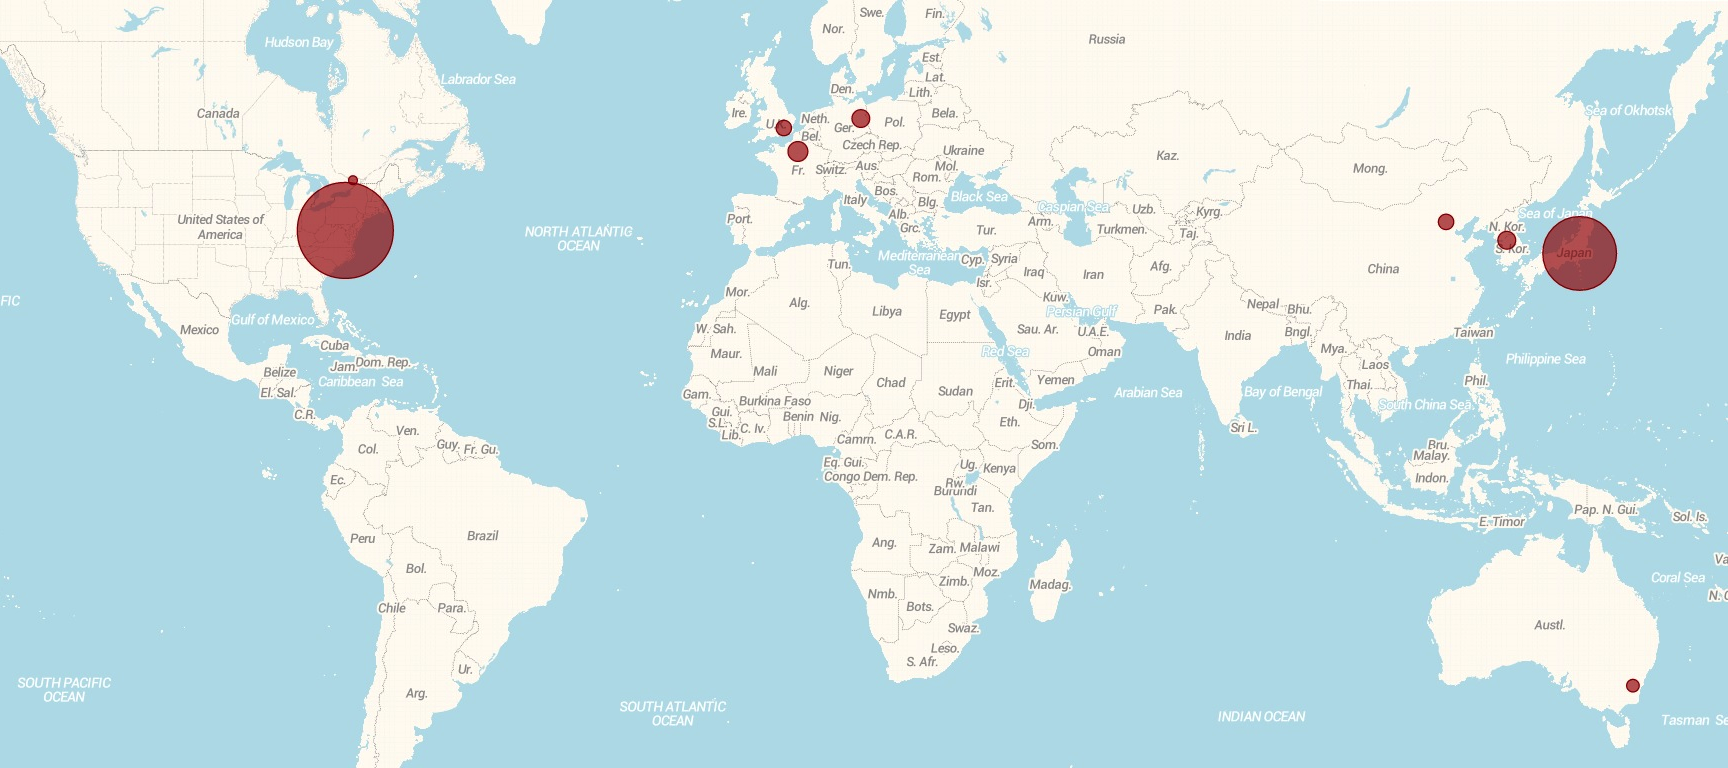 Hudson Bay
Labrador Sea
Canada
United States of
America
FIC
Mexico
Gulf of Mexico
Cuba
Jam.
Dom. Rep.
Belize
Caribbean Sea
El. Sal.
C.R.
NORTH ATLANTIC
OCEAN
Ven.
Guy.
Fr. Gu.
Col.
Ec.
Peru
Brazil
Bol.
Chile
Para.
Ur.
Arg.
SOUTH PACIFIC
OCEAN
SOUTH ATLANTIC
OCEAN
Swe.
Fin.
Nor.
Russia
Est.
Lat.
Lith.
Den.
Ire.
Neth.
Bela.
Ger.
Pol.
Bel.
Czech Rep.
Ukraine
Fr.
Switz.
Aus.
Mol.
Rom.
Bos.
Italy
Blg.
Black Sea
Alb.
Port.
Grc.
Tur.
Caspian Sea
Arm.
Uzb.
Kyrg.
Turkmen.
Taj.
Kaz.
Mong.
Mediterranean
Sea
Cyp.
Syria
Tun.
Isr.
Iraq
Iran
Afg.
China
Mor.
Alg.
Libya
Egypt
Kuw.
Persian Gulf
Pak.
Nepal
Bhu.
W. Sah.
Sau. Ar.
U.A.E.
India
Bngl.
Maur.
Red Sea
Oman
Mya.
Laos
Mali
Niger
Chad
Sudan
Erit.
Yemen
Arabian Sea
Bay of Bengal
Thai.
Gam.
Burkina Faso
Gui.
Benin
Nig.
Dji.
S.L.
C. Iv.
Lib.
Camrn.
C.A.R.
Eth.
Som.
Sri L.
Eq. Gui.
Congo
Dem. Rep.
Ug.
Kenya
Rw.
Burundi
Tan.
Ang.
Zam.
Malawi
Moz.
Zimb.
Madag.
Nmb.
Bots.
Swaz.
Leso.
S. Afr.
INDIAN OCEAN
Sea of Okhotsk
Sea of Japan
N. Kor.
S. Kor.
Japan
Taiwan
Philippine Sea
Phil.
South China Sea
Bru.
Malay.
Indon.
E. Timor
Pap. N. Gui.
Sol. Is.
Va
Coral Sea
N. C
Austl.
Tasman Se